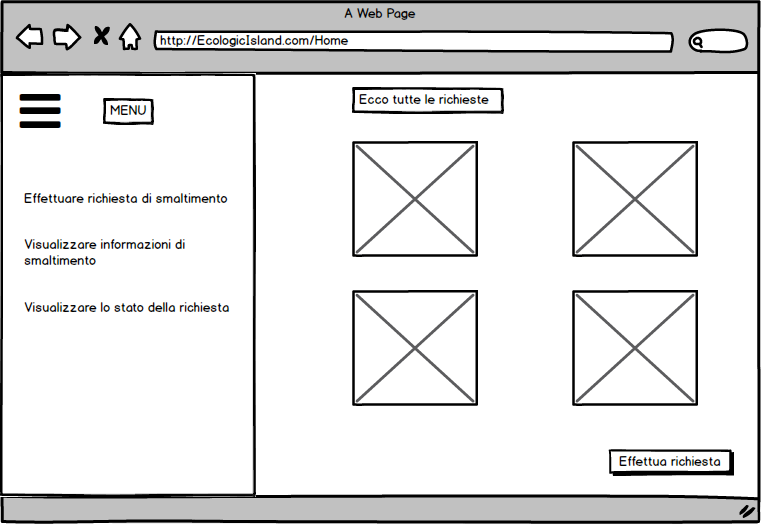 A Web Page
http://EcologicIsland.com/Home
MENU
Effettuare richiesta di smaltimento
Visualizzare informazioni di
smaltimento
Visualizzare lo stato della richiesta
Ecco tutte le richieste
Effettua richiesta